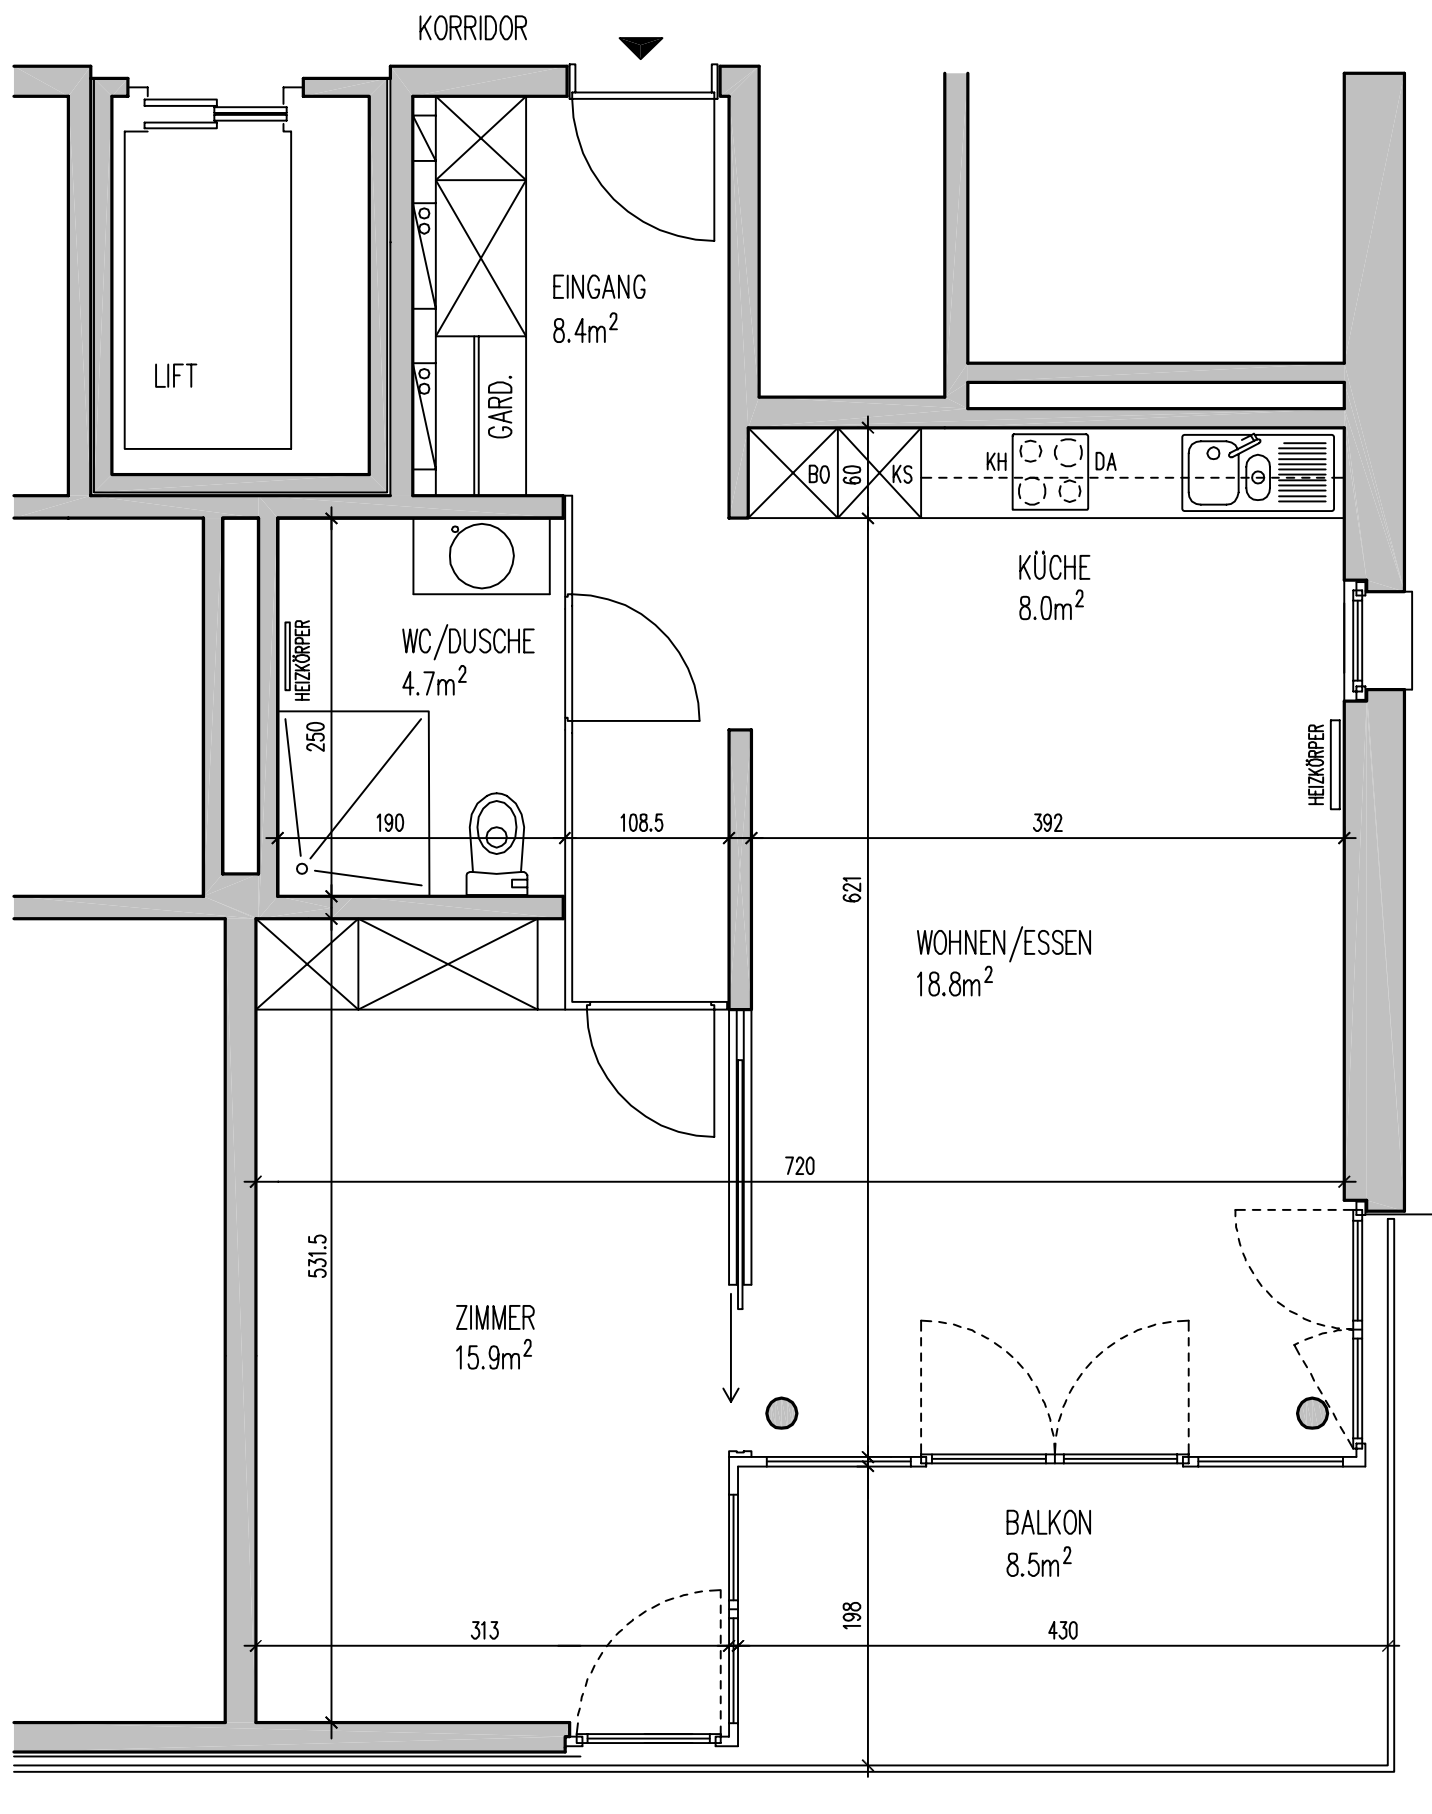 KORRIDOR
EINGANG
8.4m²
LIFT
GARD.
BO
60
KS
KH
DA
KÜCHE
8.0m²
WC/DUSCHE
4.7m²
HEIZKÖRPER
250
HEIZKÖRPER
190
108.5
392
621
WOHNEN/ESSEN
18.8m²
720
531.5
ZIMMER
15.9m²
BALKON
8.5m²
198
313
430